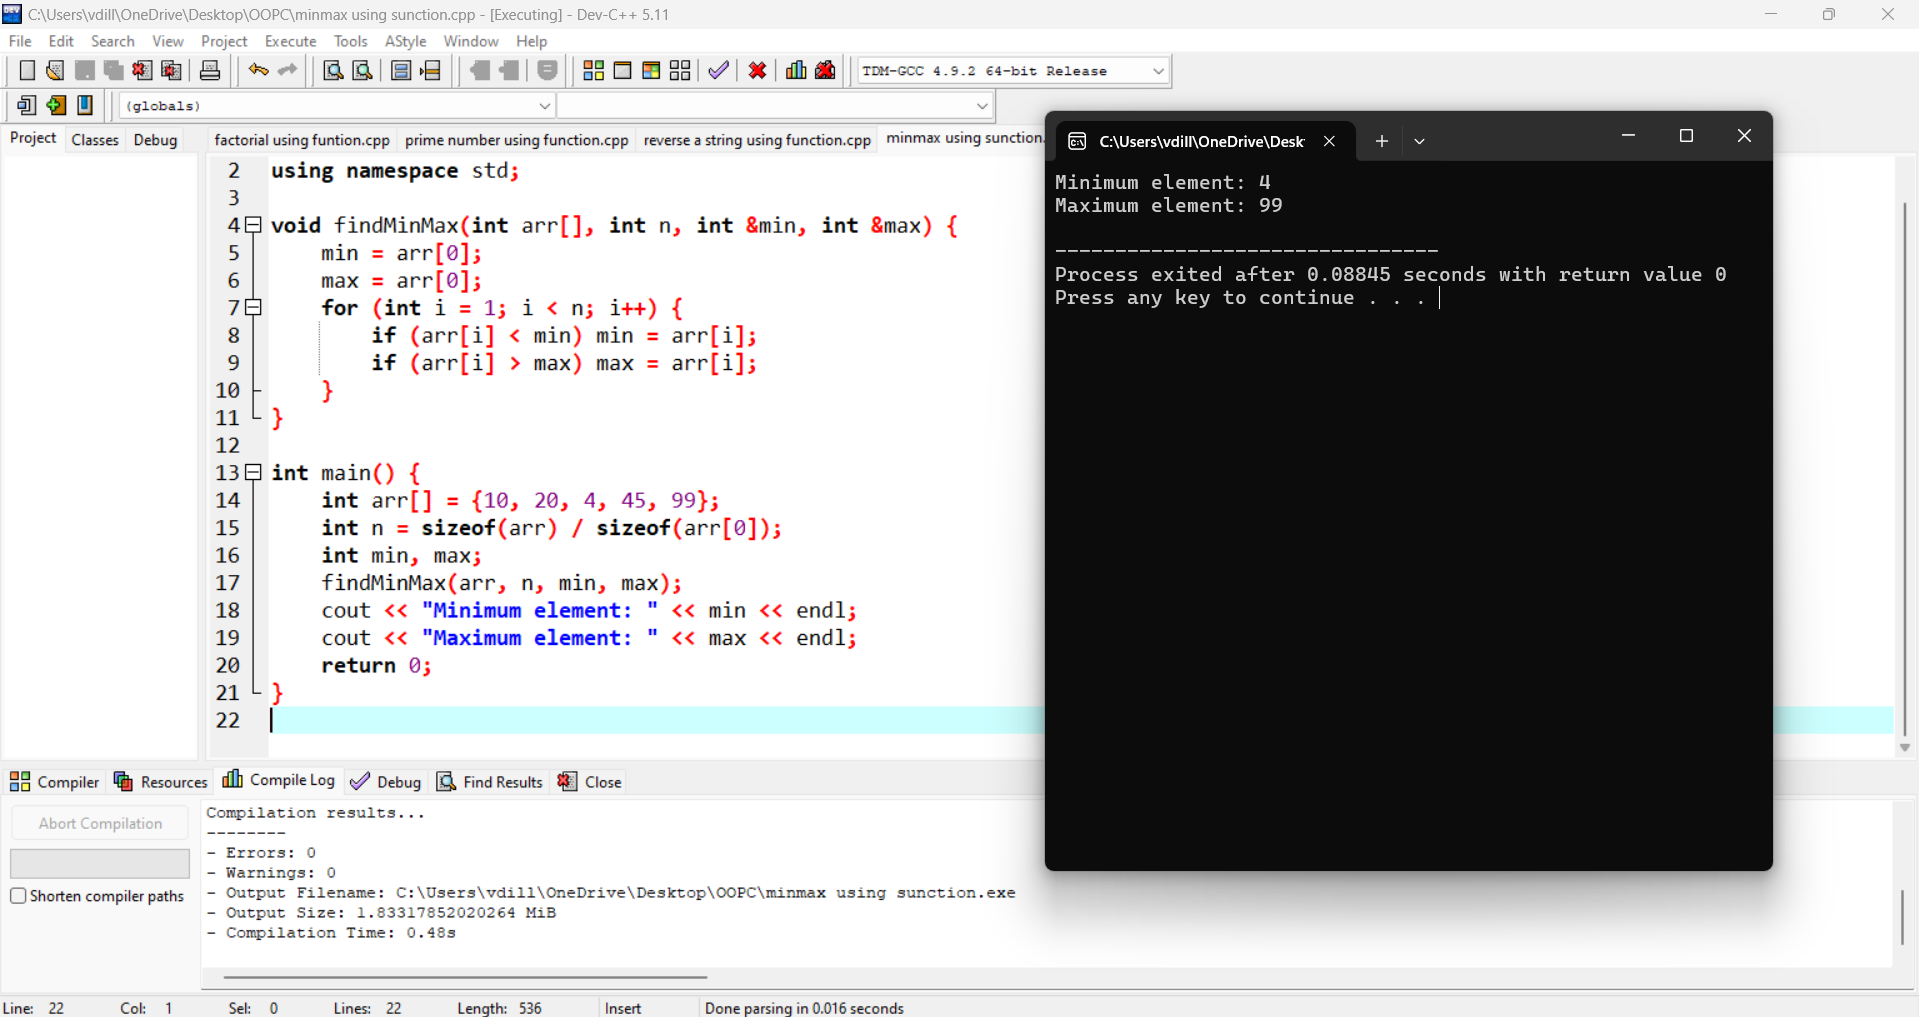 C:\Users\vdill\OneDrive\Desktop\OOPC\minmax using sunction.cpp - [Executing] - Dev-C++ 5.11
File Edit Search View Project Execute Tools AStyle Window Help
TDM-GCC 4.9.2 64-bit Release
(globals)
Project Classes Debug
factorial using funtion.cpp prime number using function.cpp reverse a string using function.cpp minmax using sunction.
2 using namespace std;
3
4 void findMinMax(int arr[], int n, int &min, int &max) {
5 min = arr[0];
6 max = arr[0];
7 for (int i = 1; i < n; i++) {
8 if (arr[i] < min) min = arr[i];
9 if (arr[i] > max) max = arr[i];
10 }
11 }
12
13 int main() {
14 int arr[] = {10, 20, 4, 45, 99};
15 int n = sizeof(arr) / sizeof(arr[0]);
16 int min, max;
17 findMinMax(arr, n, min, max);
18 cout << "Minimum element: " << min << endl;
19 cout << "Maximum element: " << max << endl;
20 return 0;
21 }
22
C:\Users\vdill\OneDrive\Desk
Minimum element: 4
Maximum element: 99
--------------------------------
Process exited after 0.08845 seconds with return value 0
Press any key to continue . . .
Compiler Resources Compile Log Debug Find Results Close
Abort Compilation
Shorten compiler paths
Compilation results...
--------
- Errors: 0
- Warnings: 0
- Output Filename: C:\Users\vdill\OneDrive\Desktop\OOPC\minmax using sunction.exe
- Output Size: 1.83317852020264 MiB
- Compilation Time: 0.48s
Line: 22 Col: 1 Sel: 0 Lines: 22 Length: 536 Insert Done parsing in 0.016 seconds